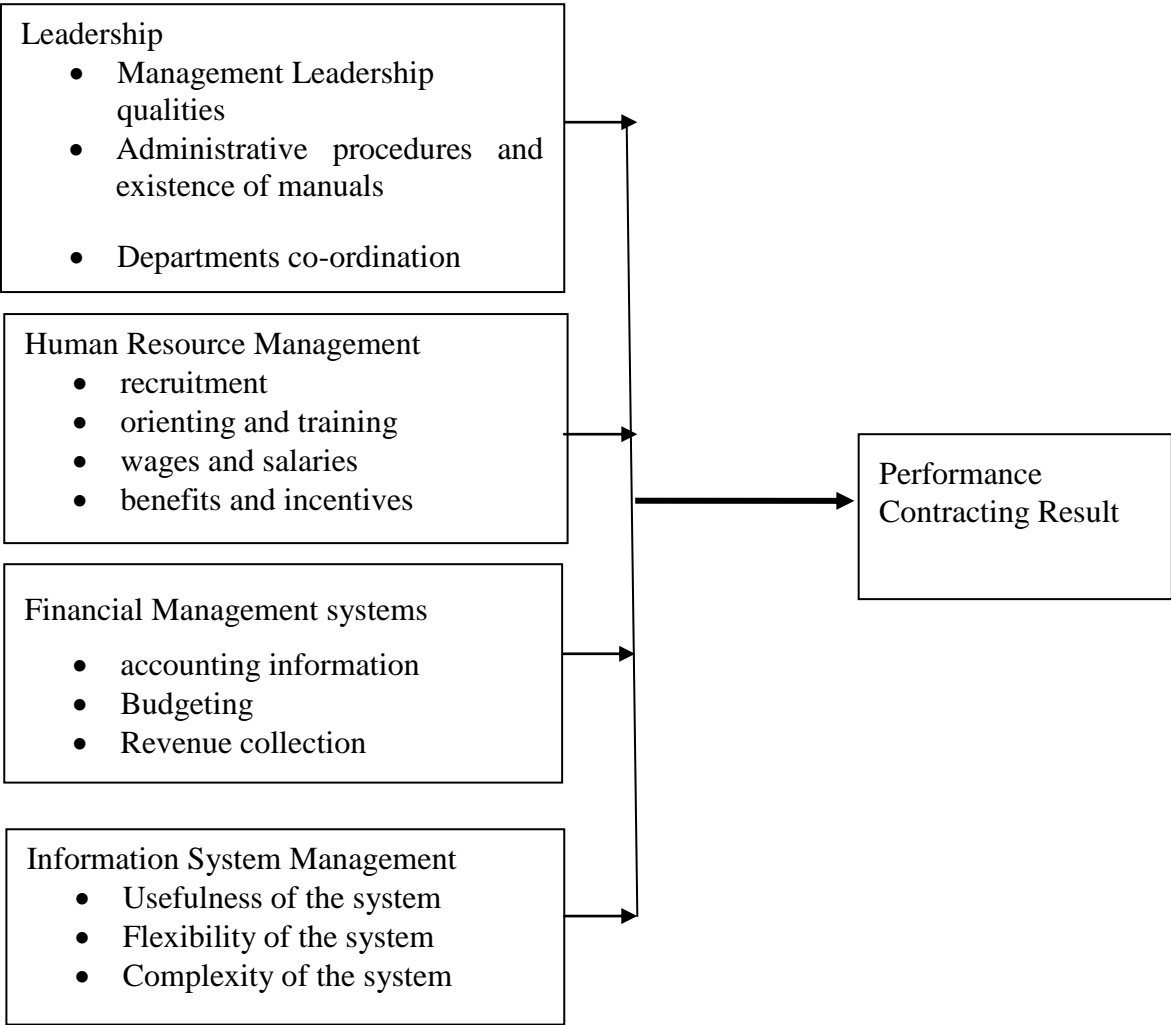 Leadership
• Management Leadership
qualities
• Administrative procedures and
existence of manuals
• Departments co-ordination
Human Resource Management
• recruitment
• orienting and training
• wages and salaries
• benefits and incentives
Performance
Contracting Result
Financial Management systems
• accounting information
• Budgeting
• Revenue collection
Information System Management
• Usefulness of the system
• Flexibility of the system
• Complexity of the system